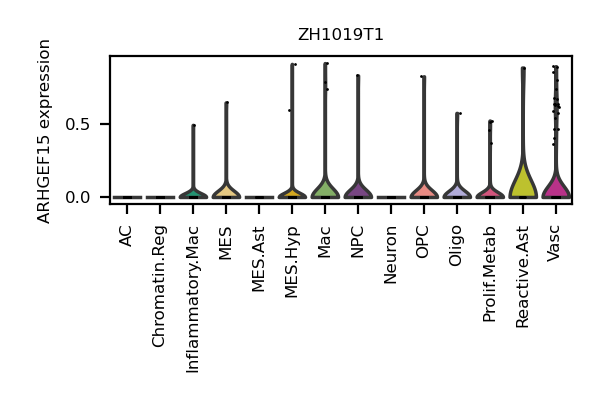 ZH1019T1
ARHGEF15 expression
0.5
0.0
AC
Chromatin.Reg
Inflammatory.Mac
MES
MES.Ast
MES.Hyp
Mac
NPC
Neuron
OPC
Oligo
Prolif.Metab
Reactive.Ast
Vasc